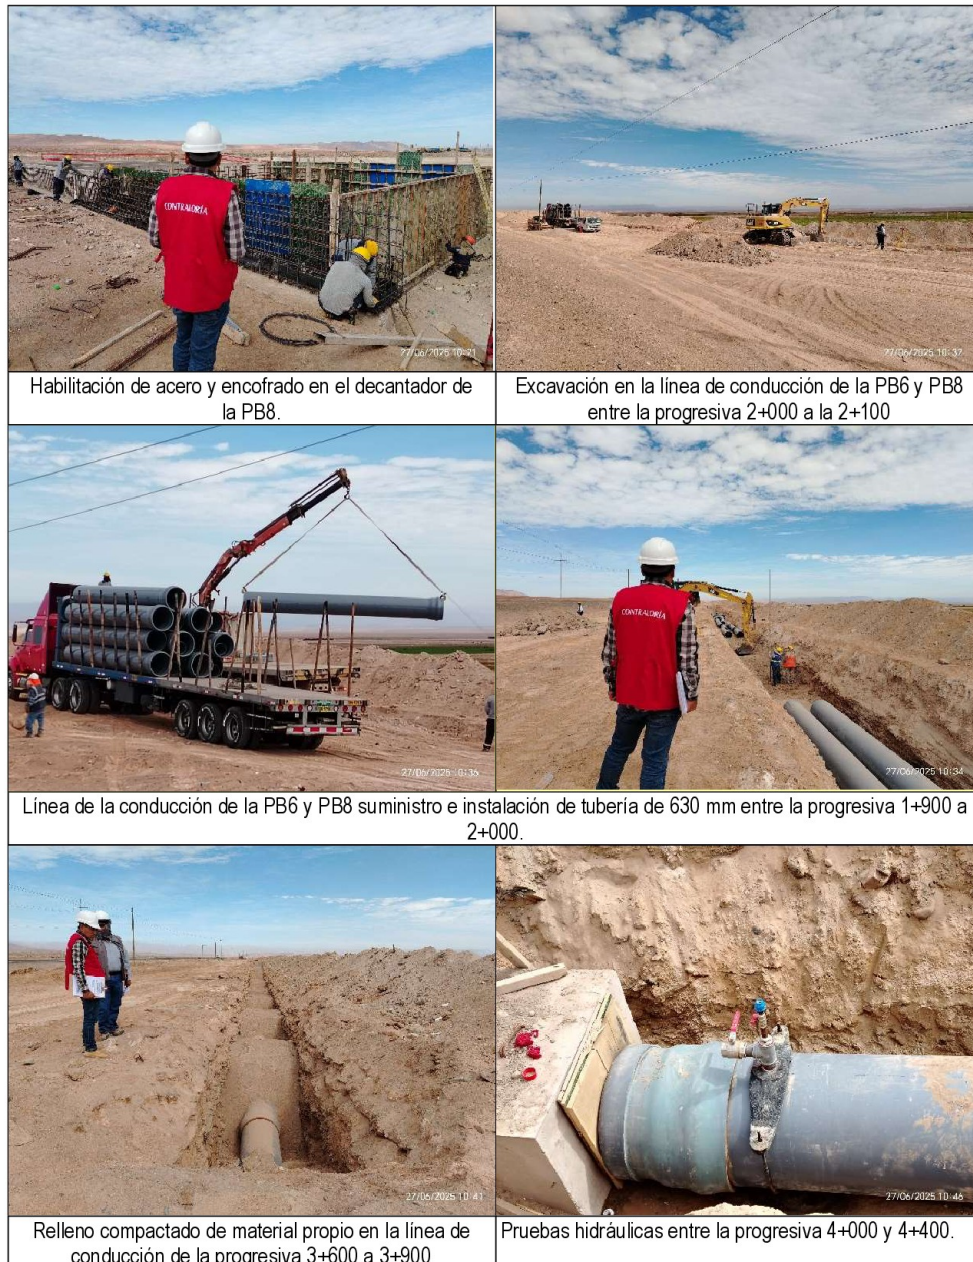 CONTRALORÍA
27/06/2025 10:21
27/06/2025 10:37
Habilitación de acero y encofrado en el decantador de
la PB8.
Excavación en la línea de conducción de la PB6 y PB8
entre la progresiva 2+000 a la 2+100
27/06/2025 10:36
CONTRALORÍA
27/06/2025 10:34
Línea de la conducción de la PB6 y PB8 suministro e instalación de tubería de 630 mm entre la progresiva 1+900 a
2+000.
27/06/2025 10:41
27/06/2025 10:46
Relleno compactado de material propio en la línea de
conducción de la progresiva 3+600 a 3+900
Pruebas hidráulicas entre la progresiva 4+000 y 4+400.